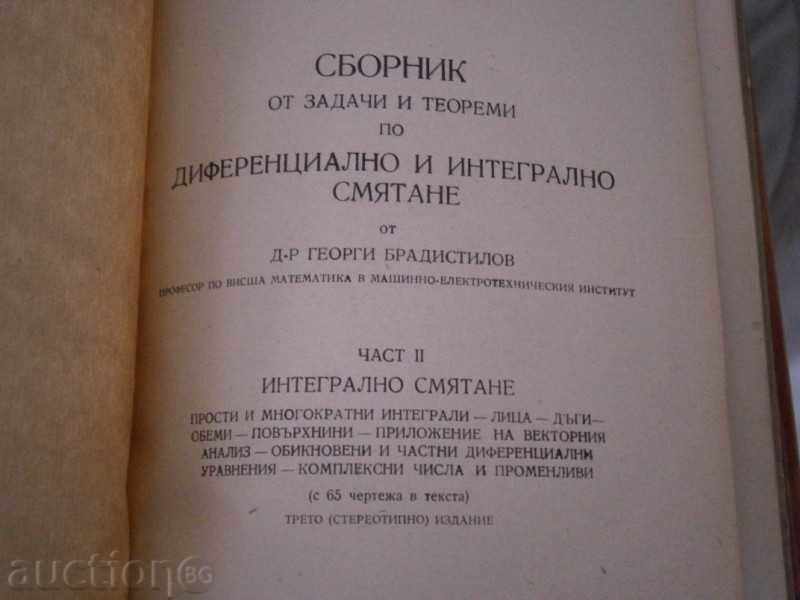 СБОРНИК
ОТ ЗАДАЧИ И ТЕОРЕМИ
ПО
ДИФЕРЕНЦИАЛНО И ИНТЕГРАЛНО
СМЯТАНЕ
от
Д-Р ГЕОРГИ БРАДИСТИЛОВ
ПРОФЕСОР ПО ВИСША МАТЕМАТИКА В МАШИННО-ЕЛЕКТРОТЕХНИЧЕСКИЯ ИНСТИТУТ
ЧАСТ II
ИНТЕГРАЛНО СМЯТАНЕ
ПРОСТИ И МНОГОКРАТНИ ИНТЕГРАЛИ — ЛИЦА — ДЪГИ—
ОБЕМИ — ПОВЪРХНИНИ — ПРИЛОЖЕНИЕ НА ВЕКТОРНИЯ
АНАЛИЗ — ОБИКНОВЕНИ И ЧАСТНИ ДИФЕРЕНЦИАЛНИ
УРАВНЕНИЯ — КОМПЛЕКСНИ ЧИСЛА И ПРОМЕНЛИВИ
(с 65 чертежа в текста)
ТРЕТО (СТЕРЕОТИПНО) ИЗДАНИЕ
auction BG